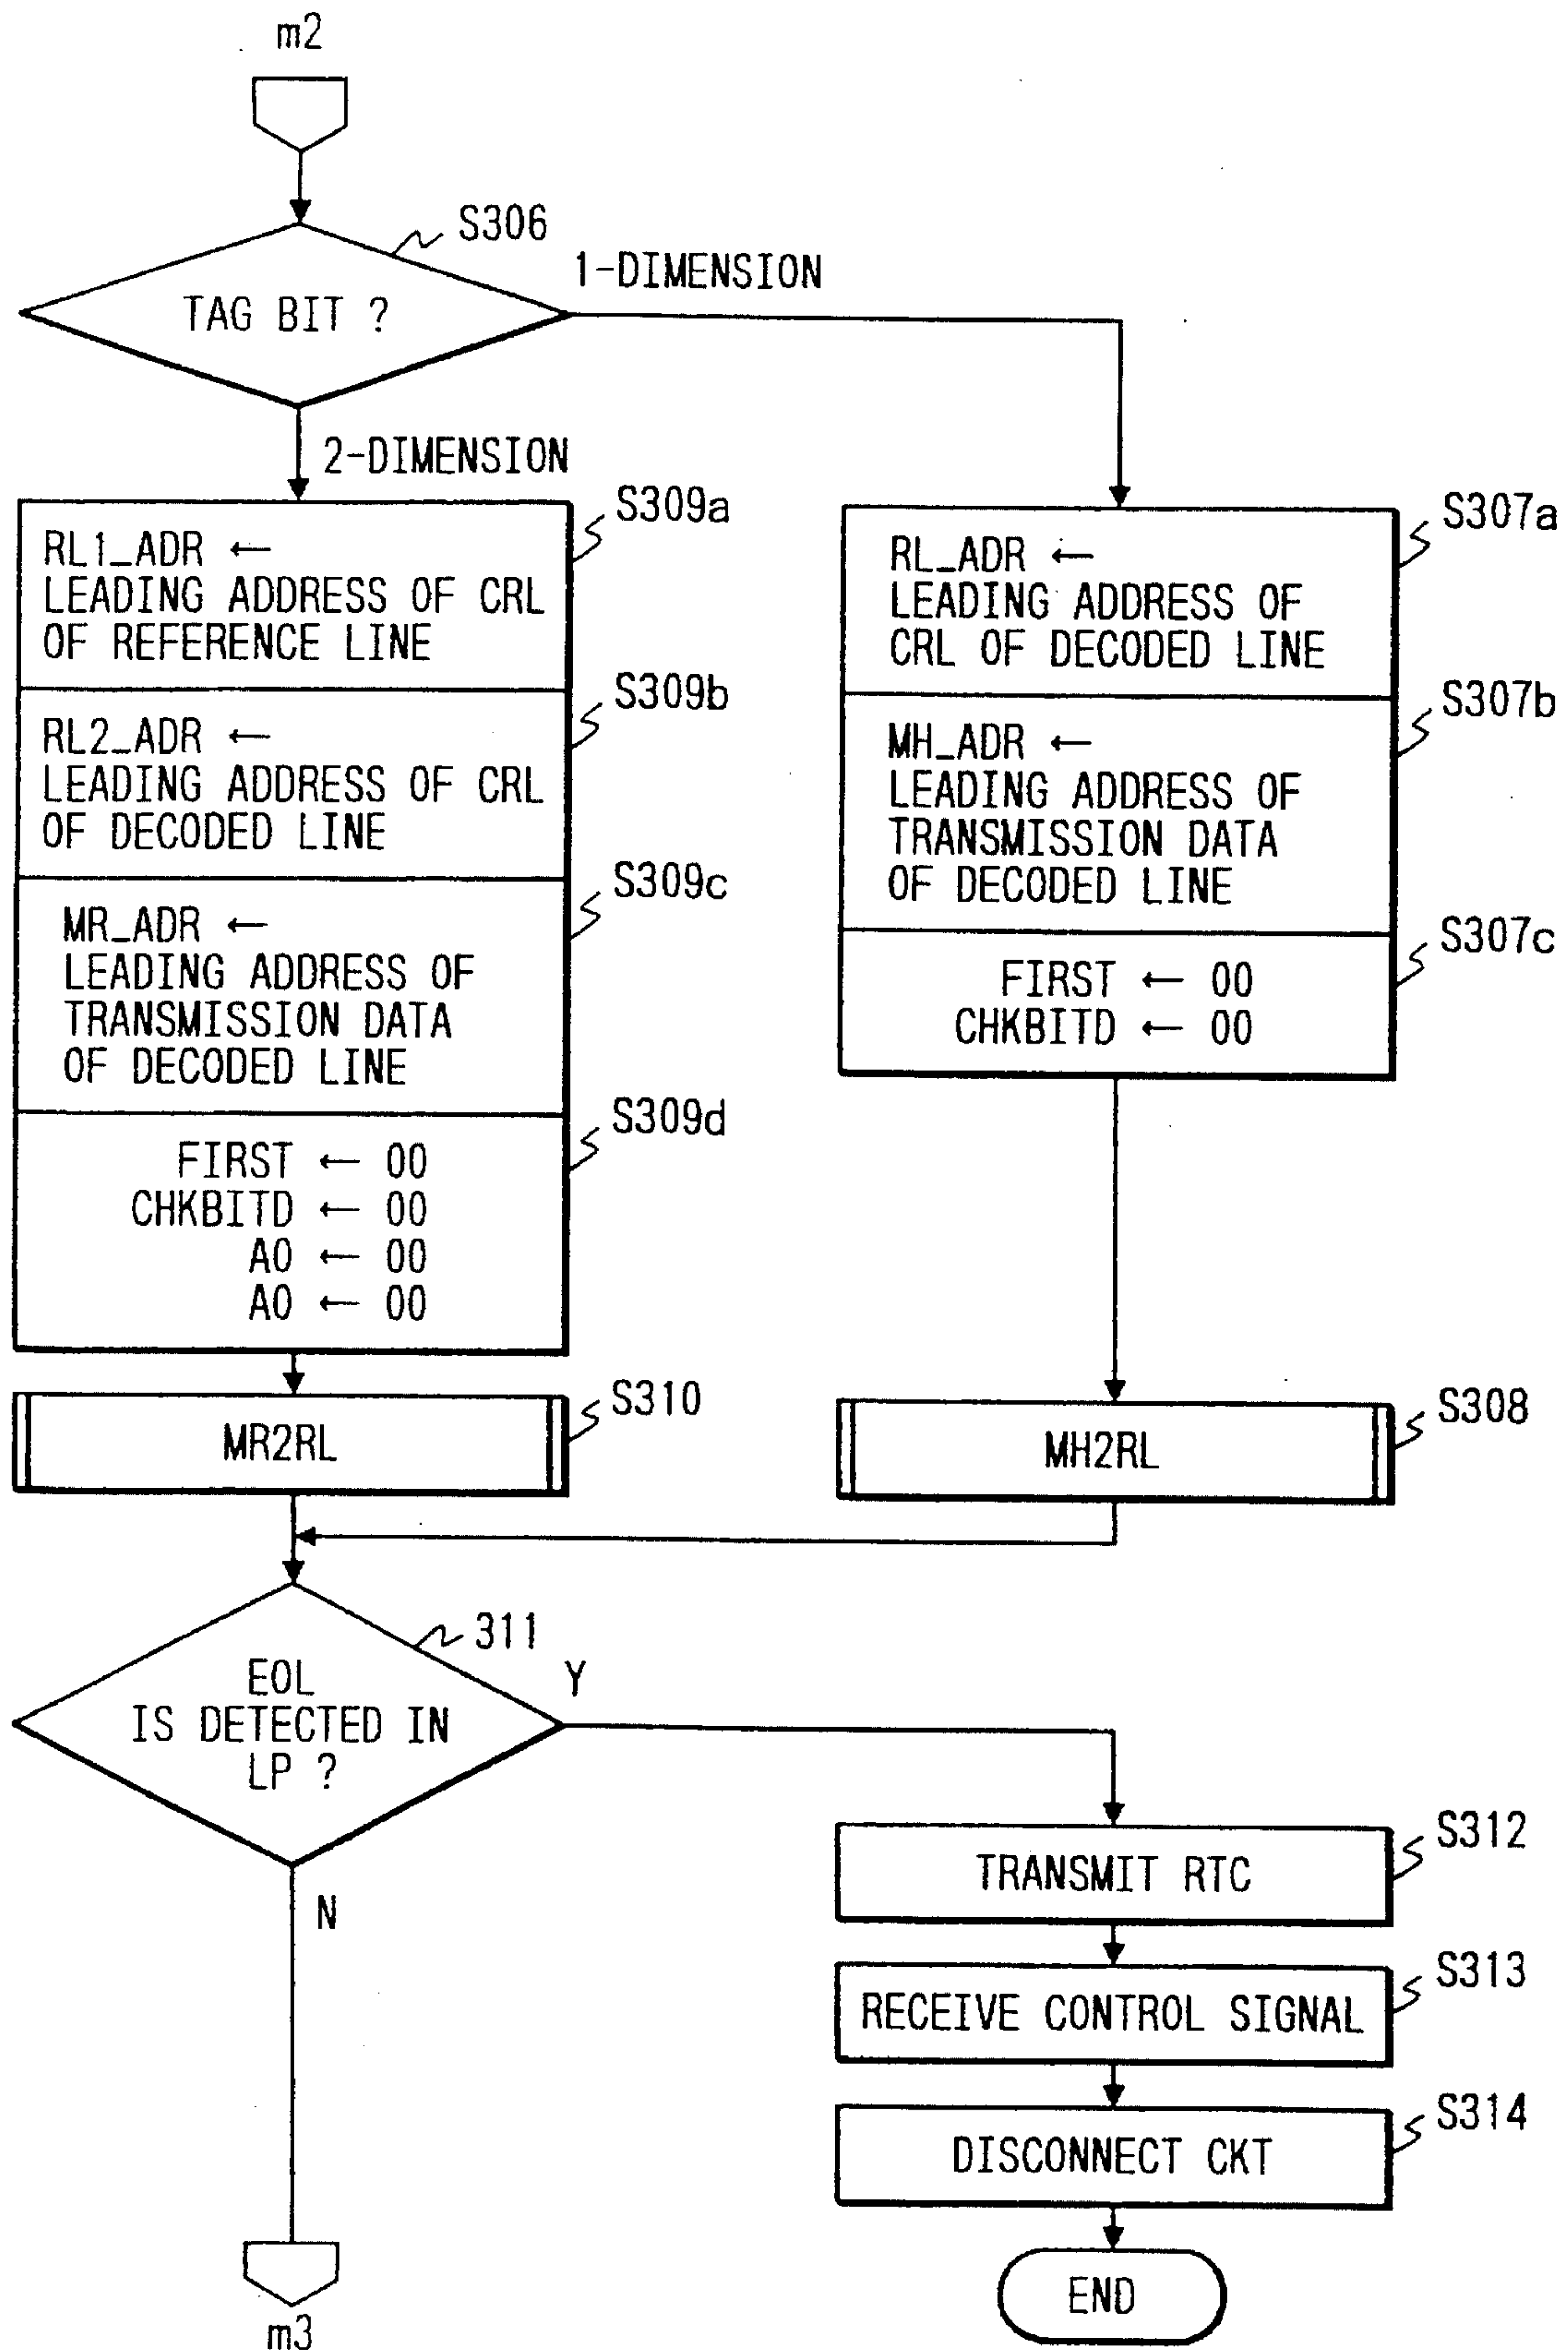 m2
S306
1-DIMENSION
TAG BIT ?
2-DIMENSION
S309a
RL1_ADR ←
LEADING ADDRESS OF CRL
OF REFERENCE LINE
S309b
RL2_ADR ←
LEADING ADDRESS OF CRL
OF DECODED LINE
S309c
MR_ADR ←
LEADING ADDRESS OF
TRANSMISSION DATA
OF DECODED LINE
S309d
FIRST ← 00
CHKBITD ← 00
A0 ← 00
A0 ← 00
S310
MR2RL
S307a
RL_ADR ←
LEADING ADDRESS OF
CRL OF DECODED LINE
S307b
MH_ADR ←
LEADING ADDRESS OF
TRANSMISSION DATA
OF DECODED LINE
S307c
FIRST ← 00
CHKBITD ← 00
S308
MH2RL
311
EOL
IS DETECTED IN
LP ?
Y
N
S312
TRANSMIT RTC
S313
RECEIVE CONTROL SIGNAL
S314
DISCONNECT CKT
END
m3